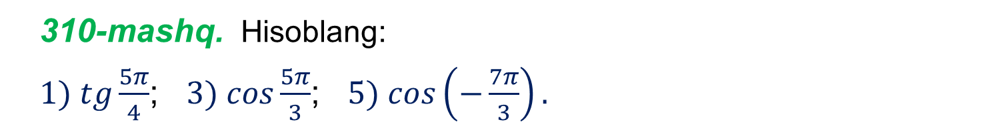 310-mashq. Hisoblang:
1) tg 5π/4; 3) cos 5π/3; 5) cos(−7π/3).